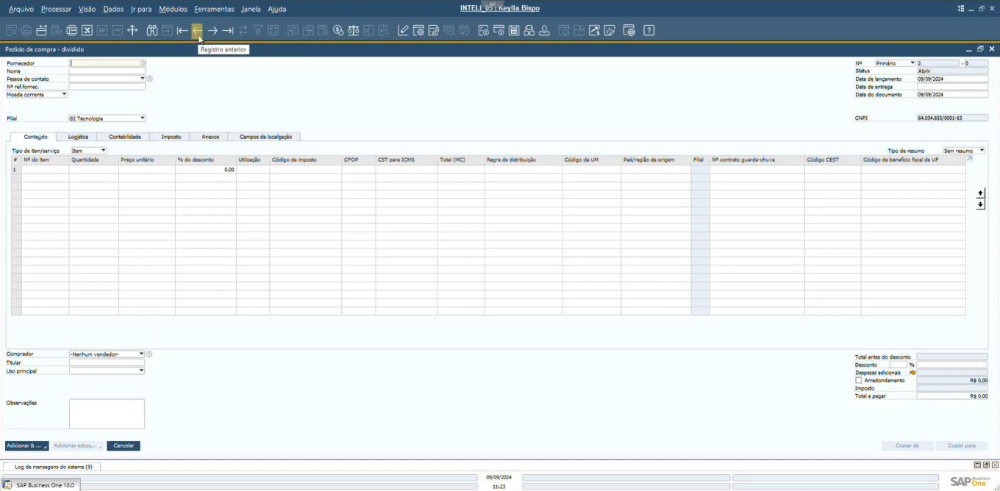 Arquivo Processar Visão Dados Ir para Módulos Ferramentas Janela Ajuda
INTELI_05 | Keylla Bispo
Registro anterior
Pedido de compra - dividido
Fornecedor
Nome
Pessoa de contato
Nº ref.fornec.
Moeda corrente
Filial G2 Tecnologia
Nº Primário 2 - 0
Status Abrir
Data de lançamento 09/09/2024
Data de entrega
Data do documento 09/09/2024
CNPJ 64.034.655/0001-63
Conteúdo Logística Contabilidade Imposto Anexos Campos de localização
Tipo de item/serviço Item
Tipo de resumo Sem resumo
# Nº do item Quantidade Preço unitário % do desconto Utilização Código de imposto CFOP CST para ICMS Total (MC) Regra de distribuição Código da UM País/região de origem Filial Nº contrato guarda-chuva Código CEST Código de benefício fiscal de UF
1 0.00
Comprador -Nenhum vendedor-
Titular
Uso principal
Observações
Total antes do desconto
Desconto %
Despesas adicionais
Arredondamento R$ 0.00
Imposto
Total a pagar R$ 0.00
Adicionar & ... Adicionar esboç... Cancelar
Copiar de Copiar para
Log de mensagens do sistema (9)
09/09/2024
11:23
SAP Business One 10.0
SAP Business One